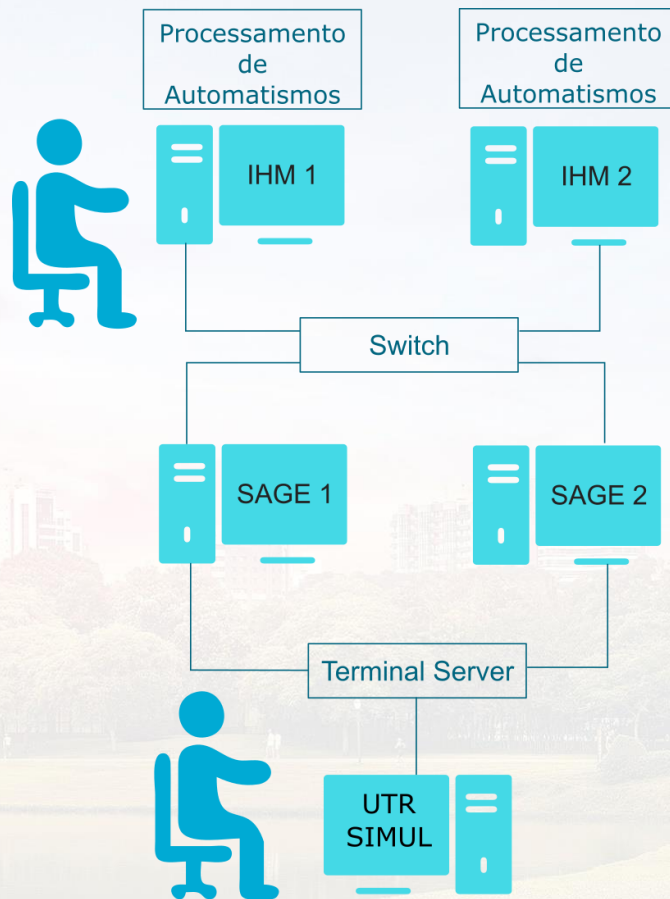 Processamento
de
Automatismos
Processamento
de
Automatismos
IHM 1
IHM 2
Switch
SAGE 1
SAGE 2
Terminal Server
UTR
SIMUL